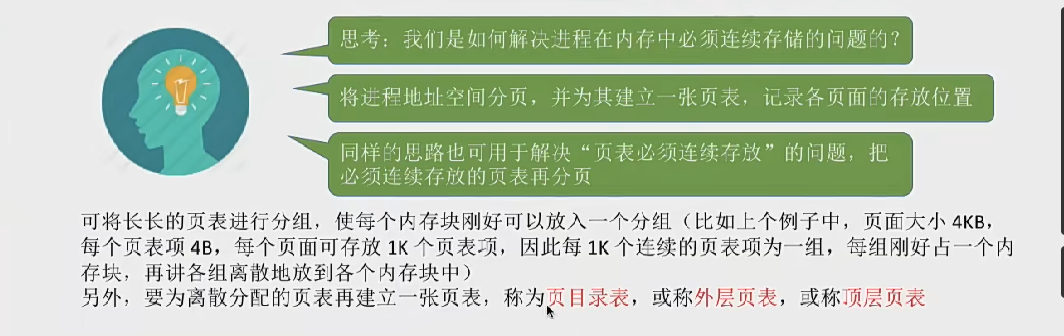 思考：我们是如何解决进程在内存中必须连续存储的问题的？
将进程地址空间分页，并为其建立一张页表，记录各页面的存放位置
同样的思路也可用于解决“页表必须连续存放”的问题，把
必须连续存放的页表再分页
可将长长的页表进行分组，使每个内存块刚好可以放入一个分组（比如上个例子中，页面大小 4KB，
每个页表项 4B，每个页面可存放 1K 个页表项，因此每 1K 个连续的页表项为一组，每组刚好占一个内
存块，再讲各组离散地放到各个内存块中）
另外，要为离散分配的页表再建立一张页表，称为页目录表，或称外层页表，或称顶层页表